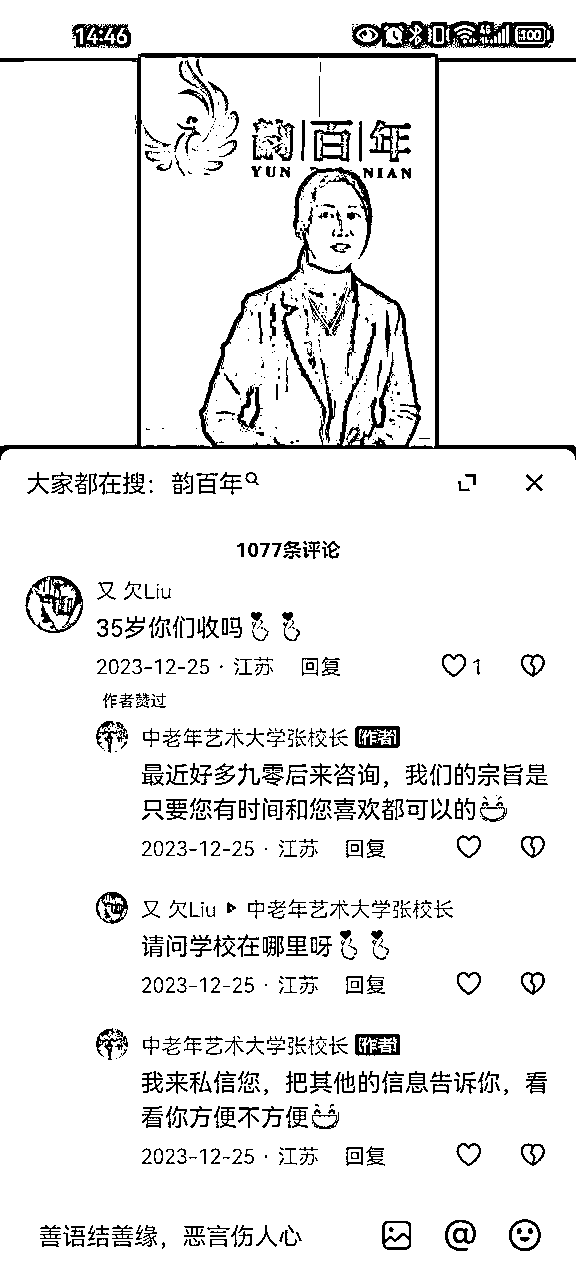 14:46
4G 100
韵百年
YUN NIAN
大家都在搜：韵百年
1077条评论
又 欠Liu
35岁你们收吗
2023-12-25 · 江苏 回复 1
作者赞过
中老年艺术大学张校长 作者
最近好多九零后来咨询，我们的宗旨是
只要您有时间和您喜欢都可以的
2023-12-25 · 江苏 回复
又 欠Liu ▶ 中老年艺术大学张校长
请问学校在哪里呀
2023-12-25 · 江苏 回复
中老年艺术大学张校长 作者
我来私信您，把其他的信息告诉你，看
看你方便不方便
2023-12-25 · 江苏 回复
善语结善缘，恶言伤人心